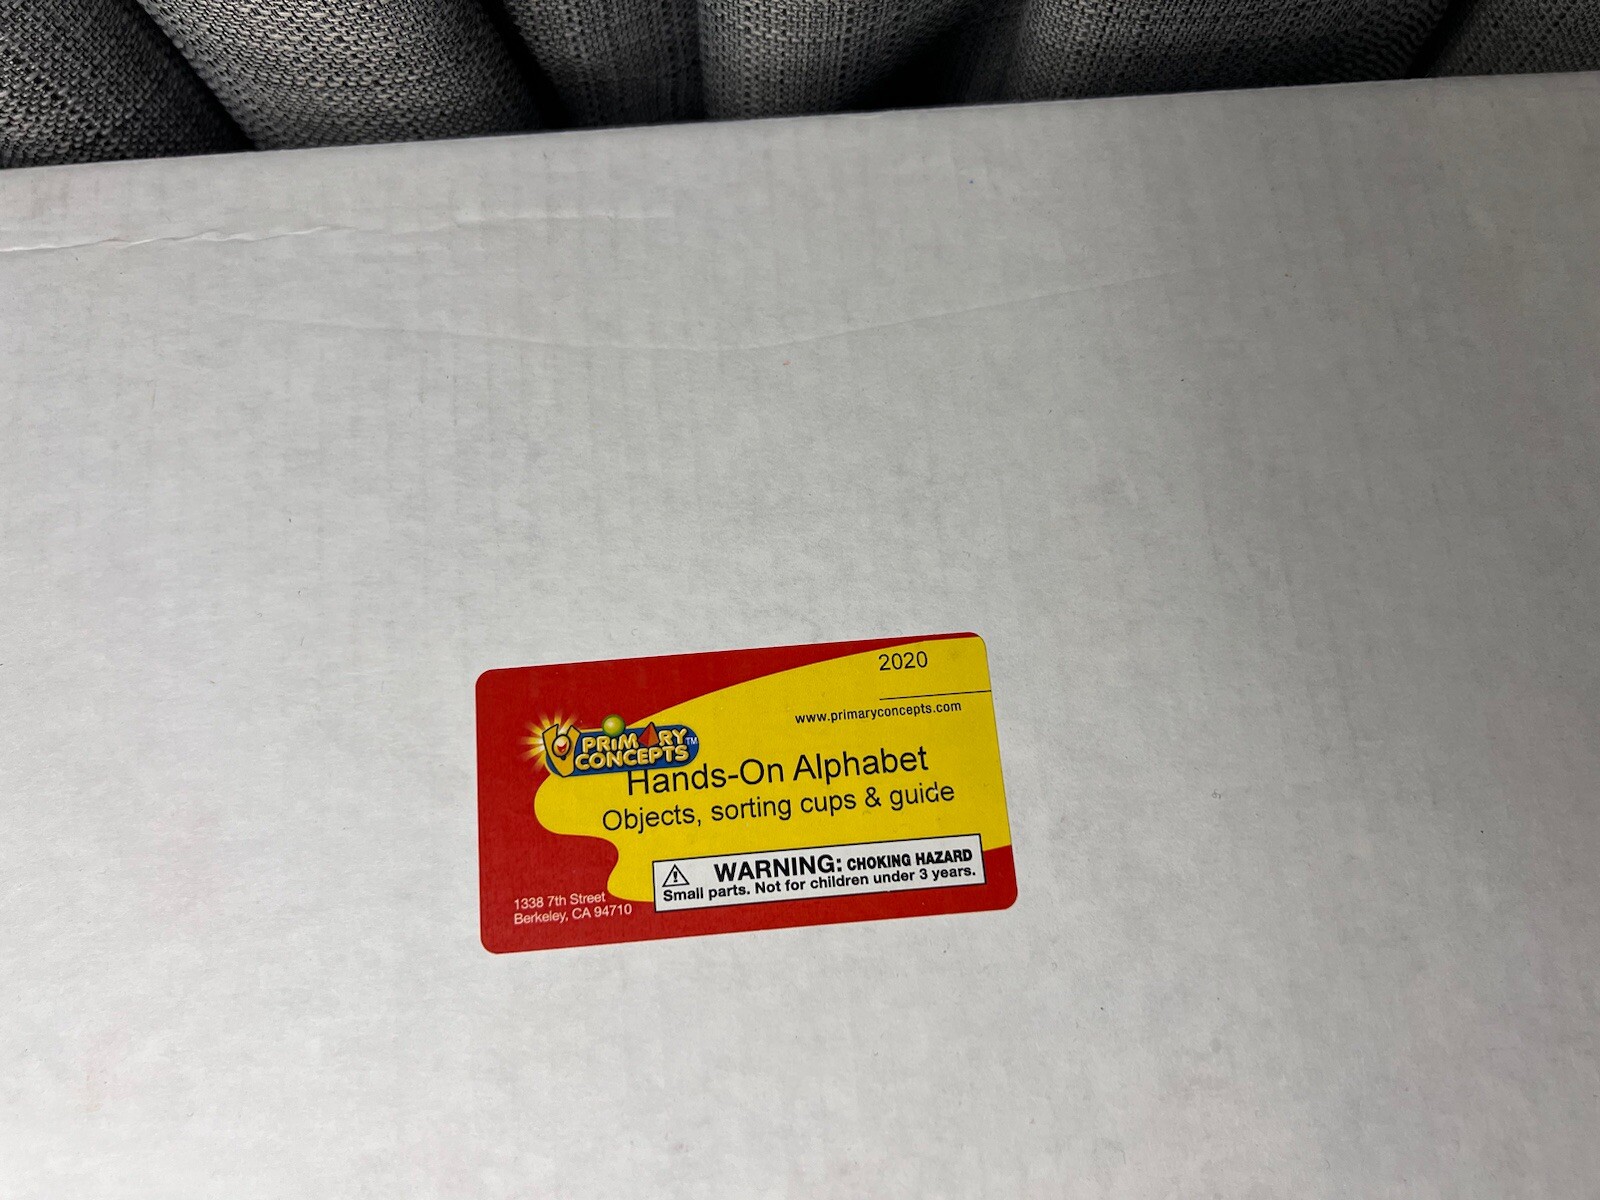 2020
www.primaryconcepts.com
PRIMARY
CONCEPTS™
Hands-On Alphabet
Objects, sorting cups & guide
WARNING: CHOKING HAZARD
Small parts. Not for children under 3 years.
1338 7th Street
Berkeley, CA 94710